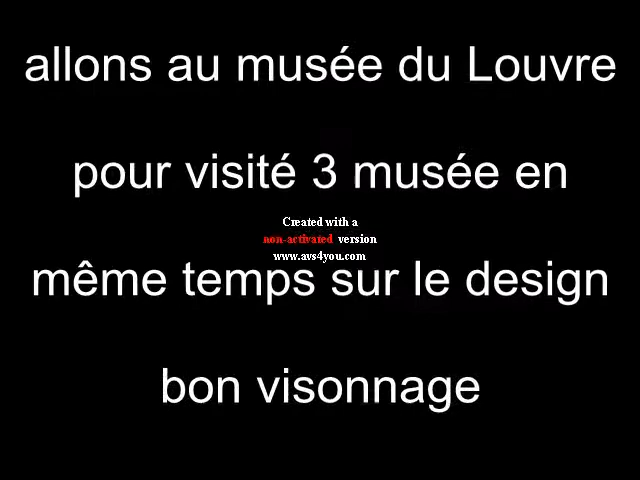 allons au musée du Louvre
pour visité 3 musée en
Created with a
non-activated version
www.avs4you.com
même temps sur le design
bon visonnage